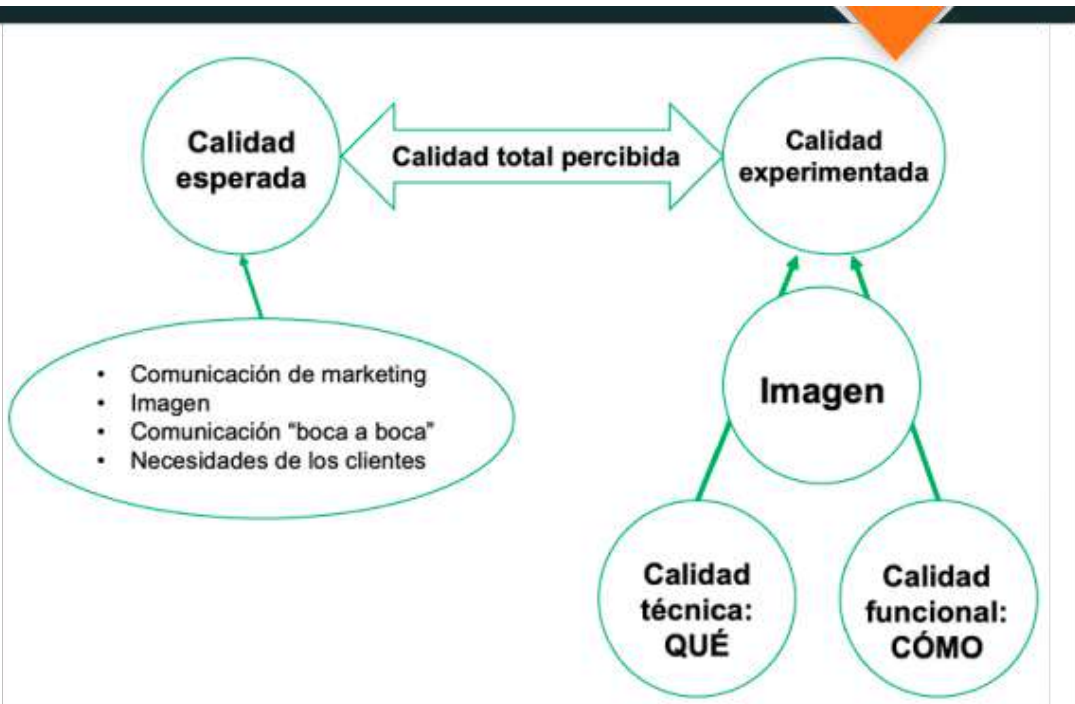 Calidad
esperada
Calidad total percibida
Calidad
experimentada
• Comunicación de marketing
• Imagen
• Comunicación “boca a boca”
• Necesidades de los clientes
Imagen
Calidad
técnica:
QUÉ
Calidad
funcional:
CÓMO